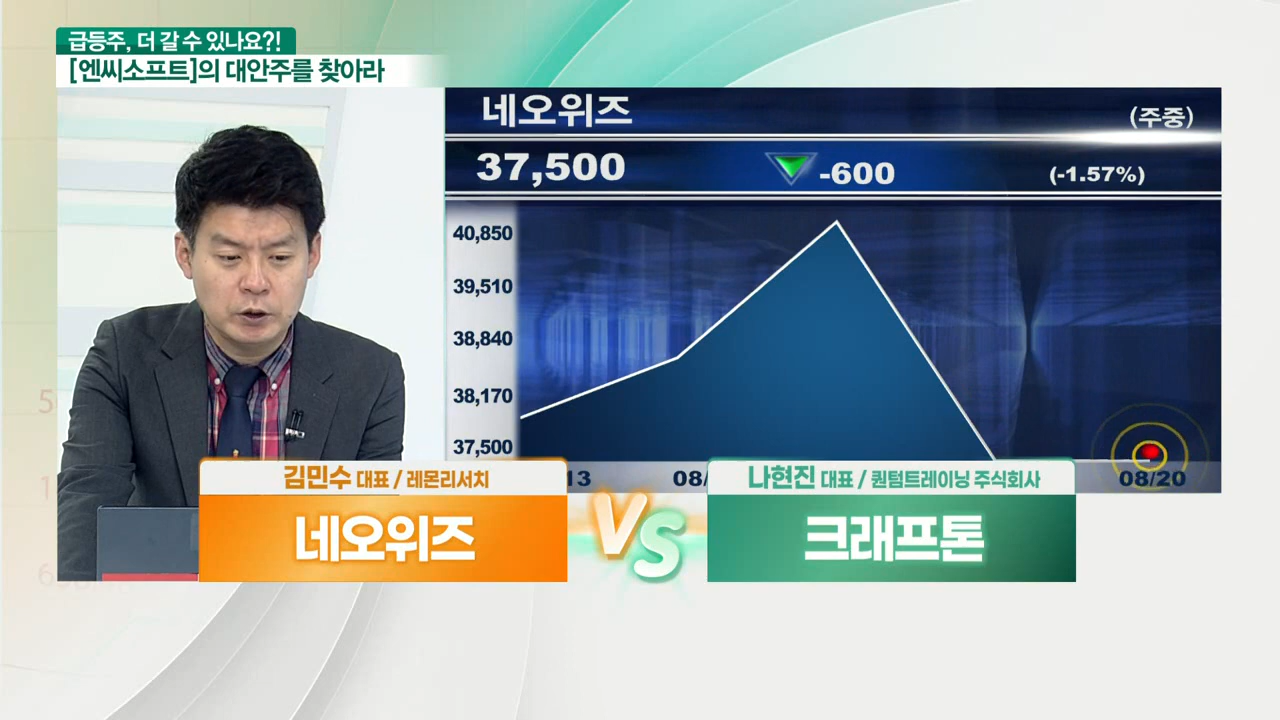 급등주, 더 갈 수 있나요?!
[엔씨소프트]의 대안주를 찾아라
네오위즈
(주중)
37,500
-600
(-1.57%)
40,850
39,510
38,840
38,170
37,500
13
08/
08/20
김민수 대표 / 레몬리서치
네오위즈
VS
나현진 대표 / 퀀텀트레이닝 주식회사
크래프톤